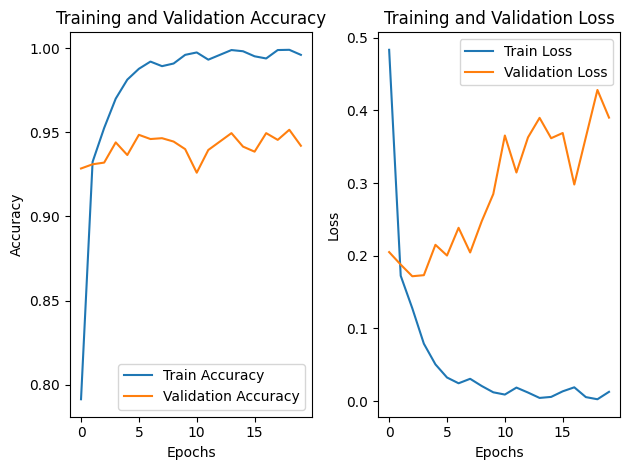 Training and Validation Accuracy
1.00
0.95
0.90
0.85
0.80
Accuracy
Train Accuracy
Validation Accuracy
0
5
10
15
Epochs
Training and Validation Loss
0.5
0.4
0.3
0.2
0.1
0.0
Loss
Train Loss
Validation Loss
0
5
10
15
Epochs